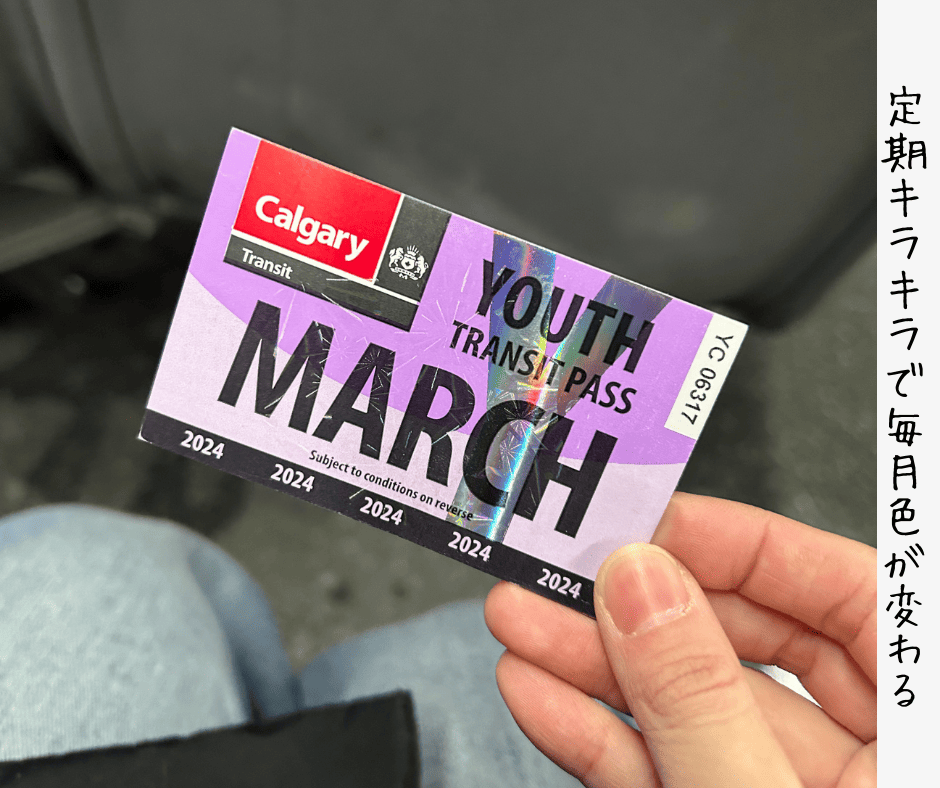 Calgary
Transit
YOUTH
TRANSIT PASS
YC 06317
MARCH
Subject to conditions on reverse
2024 2024 2024 2024 2024
定期キラキラで毎月色が変わる